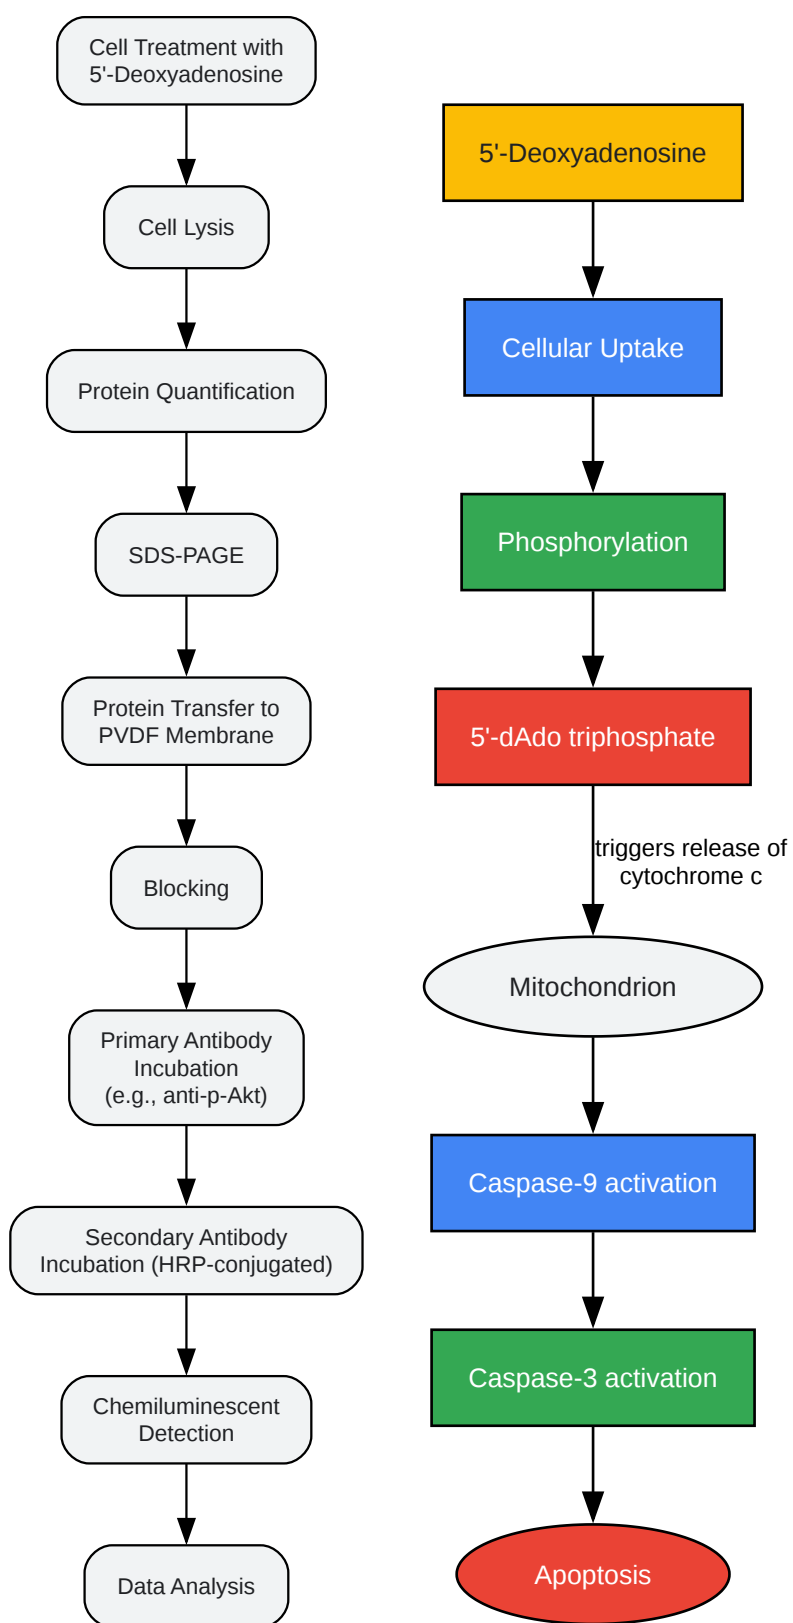 Cell Treatment with
5'-Deoxyadenosine
Cell Lysis
Protein Quantification
SDS-PAGE
Protein Transfer to
PVDF Membrane
Blocking
Primary Antibody
Incubation
(e.g., anti-p-Akt)
Secondary Antibody
Incubation (HRP-conjugated)
Chemiluminescent
Detection
Data Analysis
5'-Deoxyadenosine
Cellular Uptake
Phosphorylation
5'-dAdo triphosphate
triggers release of
cytochrome c
Mitochondrion
Caspase-9 activation
Caspase-3 activation
Apoptosis